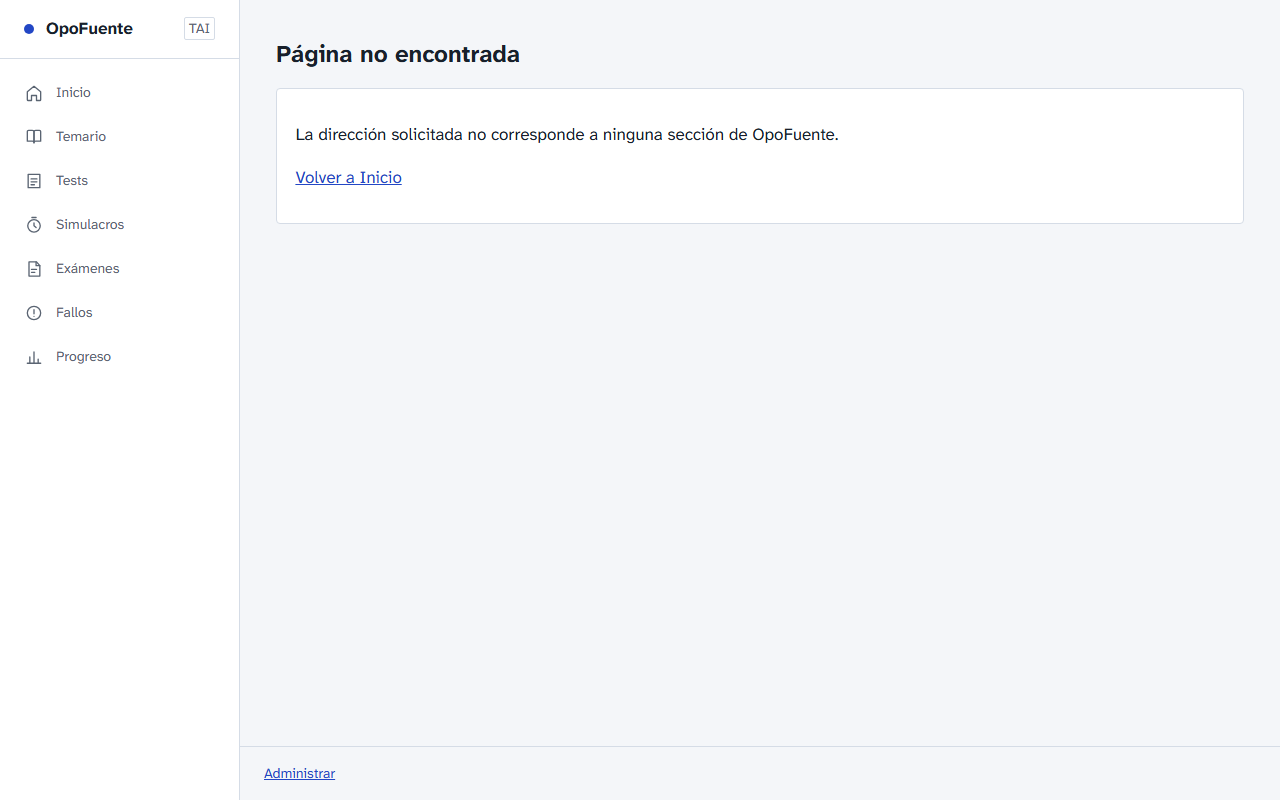 OpoFuente TAI
Inicio
Temario
Tests
Simulacros
Exámenes
Fallos
Progreso
Página no encontrada
La dirección solicitada no corresponde a ninguna sección de OpoFuente.
Volver a Inicio
Administrar